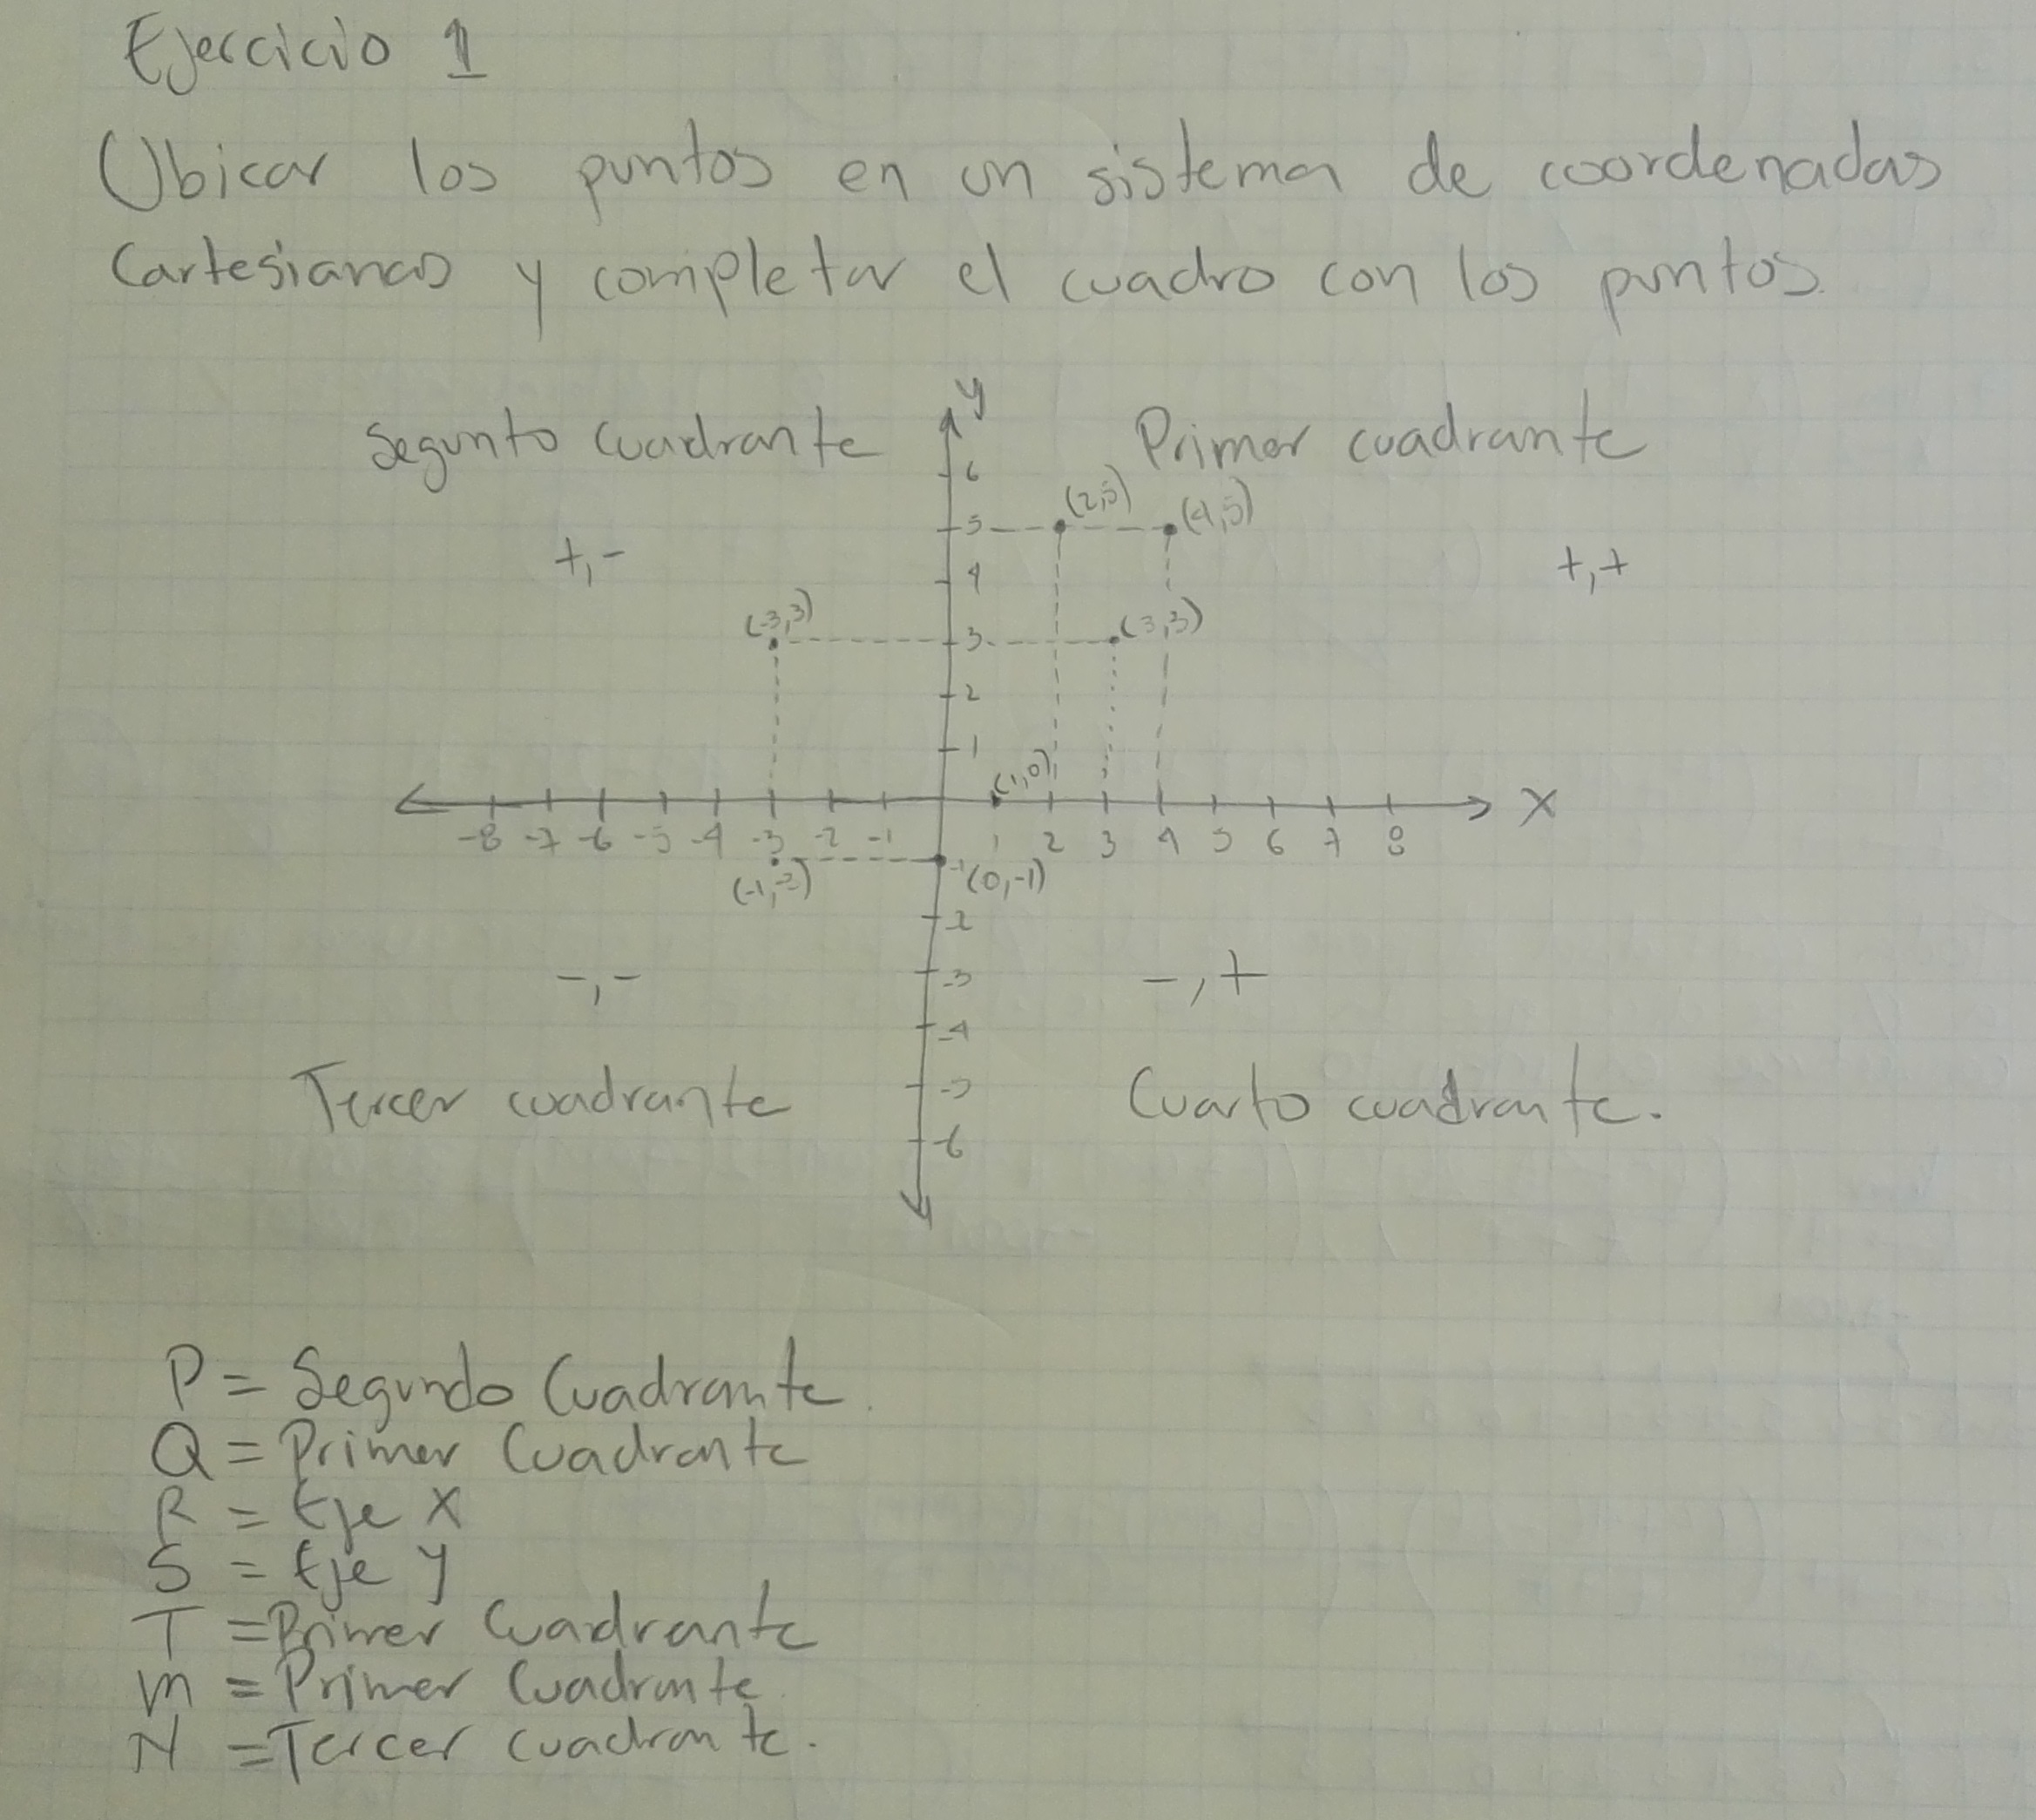 Ejercicio 1
Ubicar los puntos en un sistema de coordenadas
Cartesianas y completar el cuadro con los puntos.
y
Segunto Cuadrante
Primer cuadrante
6
(2,5)
(4,5)
5
+,-
+,+
4
(-3,3)
(3,3)
3
2
1
(1,0)
x
-8 -7 -6 -5 -4 -3 -2 -1 1 2 3 4 5 6 7 8
(-1,-3)
-1
(0,-1)
-2
-,-
-3
-,+
-4
Tercer cuadrante
-5
Cuarto cuadrante.
-6
P = Segundo Cuadrante.
Q = Primer Cuadrante
R = Eje X
S = Eje y
T = Primer Cuadrante
m = Primer Cuadrante.
N = Tercer cuadrante.